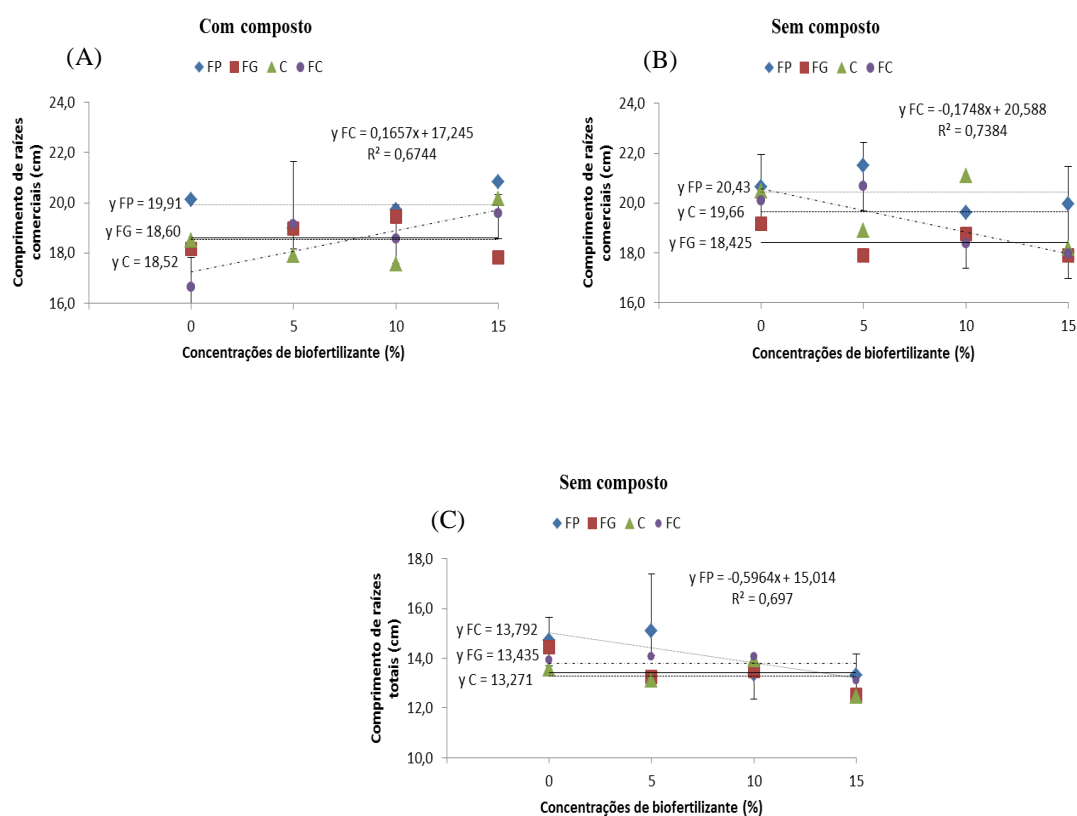 Com composto
(A)
FP FG C FC
Comprimento de raízes
comerciais (cm)
24,0
22,0
20,0
18,0
16,0
y FC = 0,1657x + 17,245
R² = 0,6744
y FP = 19,91
y FG = 18,60
y C = 18,52
0 5 10 15
Concentrações de biofertilizante (%)
Sem composto
(B)
FP FG C FC
Comprimento de raízes
comerciais (cm)
24,0
22,0
20,0
18,0
16,0
y FC = -0,1748x + 20,588
R² = 0,7384
y FP = 20,43
y C = 19,66
y FG = 18,425
0 5 10 15
Concentrações de biofertilizante (%)
Sem composto
(C)
FP FG C FC
Comprimento de raízes
totais (cm)
18,0
16,0
14,0
12,0
10,0
y FP = -0,5964x + 15,014
R² = 0,697
y FC = 13,792
y FG = 13,435
y C = 13,271
0 5 10 15
Concentrações de biofertilizante (%)